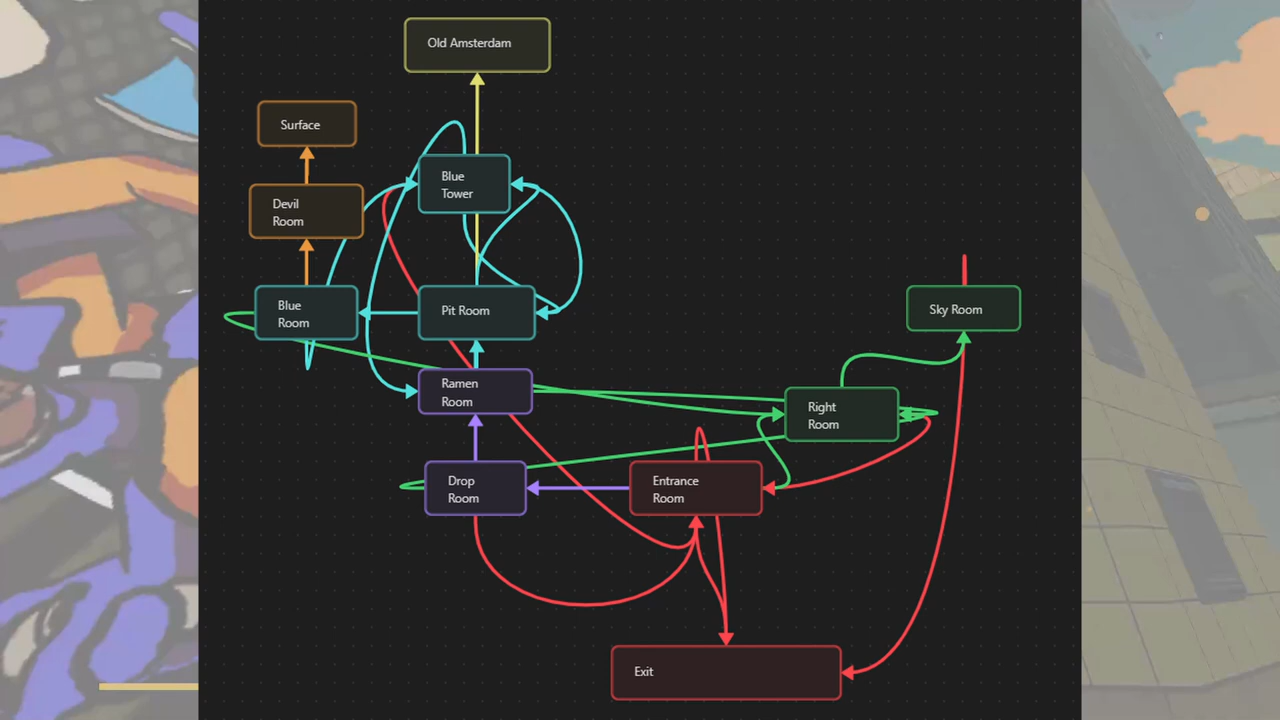 Old Amsterdam
Surface
Blue
Tower
Devil
Room
Blue
Room
Pit Room
Sky Room
Ramen
Room
Right
Room
Drop
Room
Entrance
Room
Exit